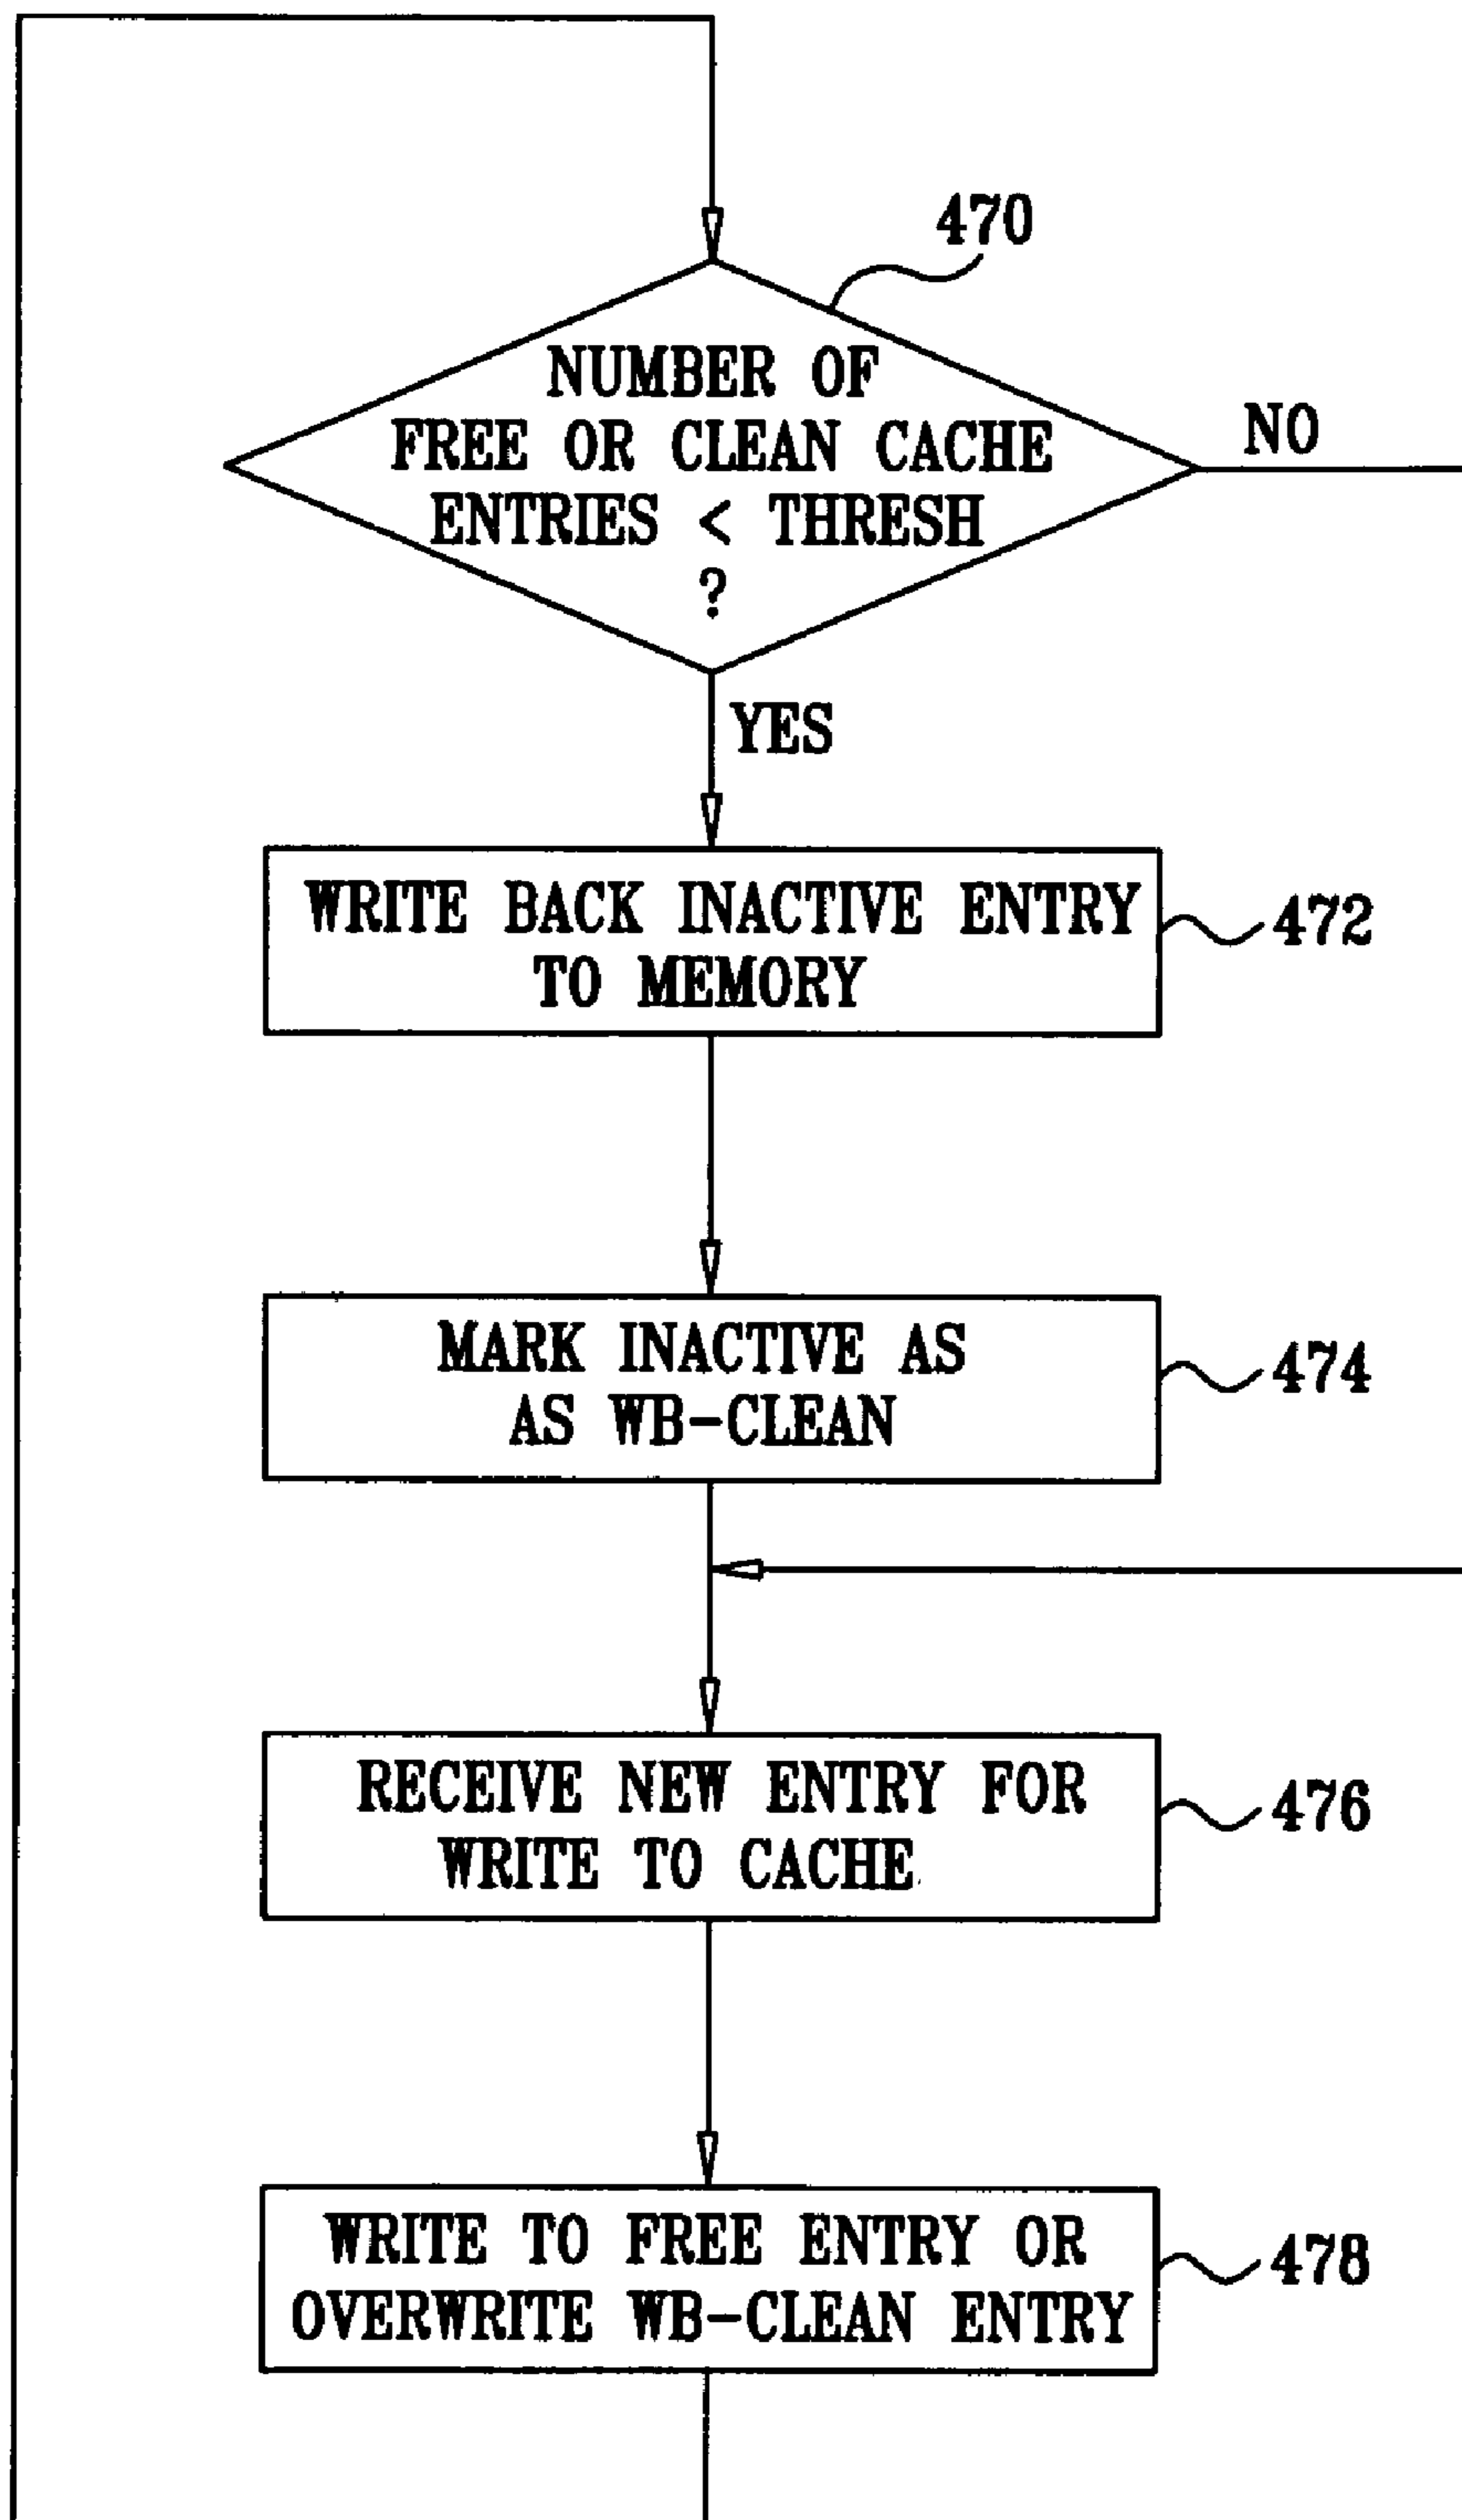 470
NUMBER OF
FREE OR CLEAN CACHE
ENTRIES < THRESH
?
NO
YES
WRITE BACK INACTIVE ENTRY
TO MEMORY
472
MARK INACTIVE AS
AS WB-CLEAN
474
RECEIVE NEW ENTRY FOR
WRITE TO CACHE
476
WRITE TO FREE ENTRY OR
OVERWRITE WB-CLEAN ENTRY
478